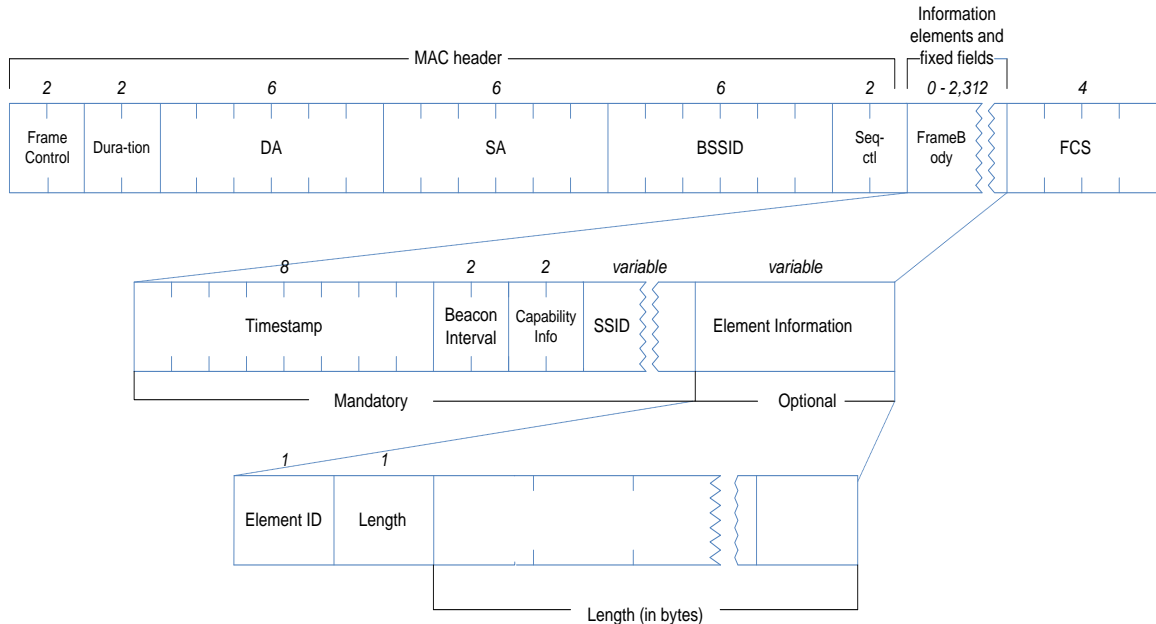 Information
elements and
fixed fields
MAC header
2
2
6
6
6
2
0 - 2,312
4
Frame
Control
Dura-tion
DA
SA
BSSID
Seq-
ctl
FrameB
ody
FCS
8
2
2
variable
variable
Timestamp
Beacon
Interval
Capability
Info
SSID
Element Information
Mandatory
Optional
1
1
Element ID
Length
Length (in bytes)